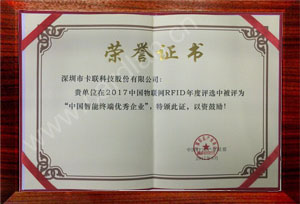 荣誉证书
深圳市卡联科技股份有限公司：
贵单位在2017中国物联网RFID年度评选中被评为
“中国智能终端优秀企业”，特颁此证，以资鼓励！